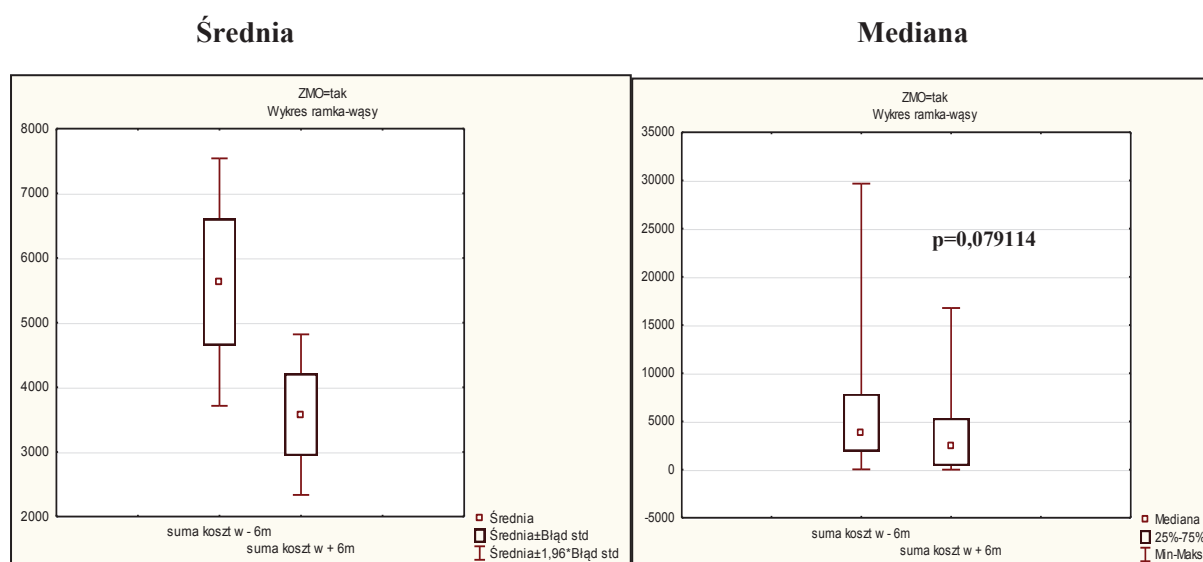 Średnia
ZMO=tak
Wykres ramka-wąsy
8000
7000
6000
5000
4000
3000
2000
suma koszt w - 6m
suma koszt w + 6m
Średnia
Średnia±Błąd std
Średnia±1,96*Błąd std
Mediana
ZMO=tak
Wykres ramka-wąsy
35000
30000
25000
20000
15000
10000
5000
0
-5000
p=0,079114
suma koszt w - 6m
suma koszt w + 6m
Mediana
25%-75%
Min-Maks